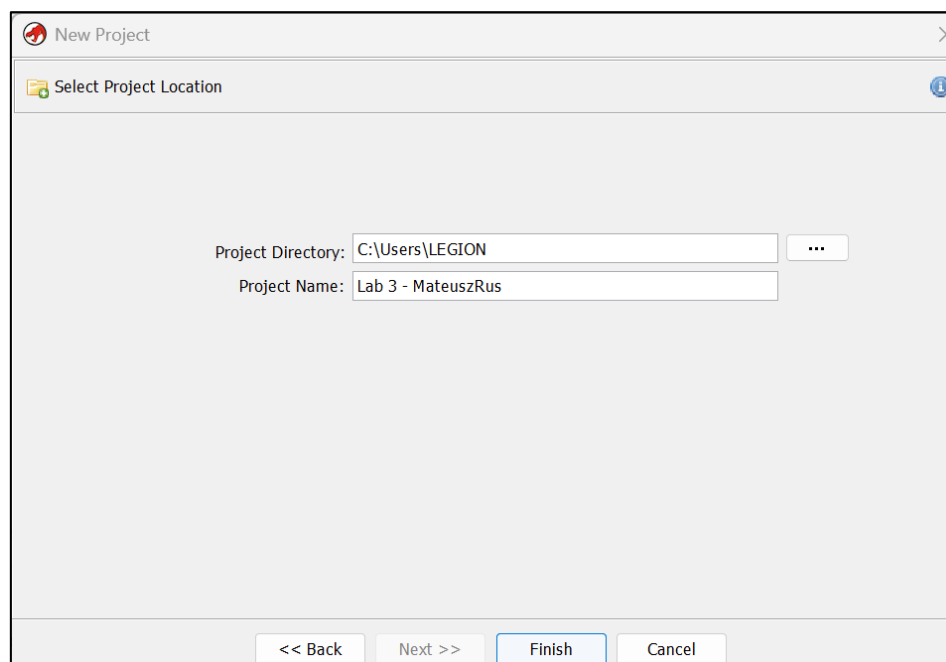 New Project
Select Project Location
Project Directory: C:\Users\LEGION ...
Project Name: Lab 3 - MateuszRus
<< Back Next >> Finish Cancel